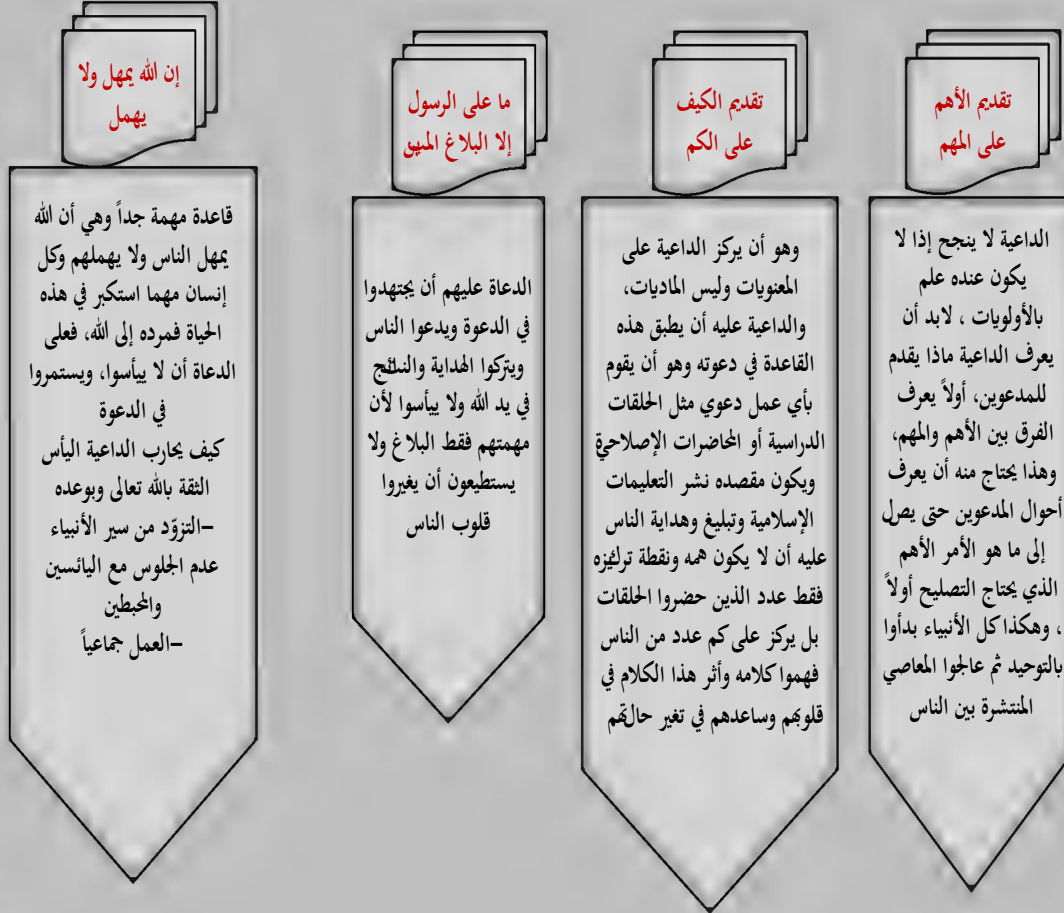 تقديم الأهم
على المهم
الداعية لا ينجح إذا لا
يكون عنده علم
بالأولويات ، لابد أن
يعرف الداعية ماذا يقدم
للمدعوين، أولاً يعرف
الفرق بين الأهم والمهم،
وهذا يحتاج منه أن يعرف
أحوال المدعوين حتى يصل
إلى ما هو الأمر الأهم
الذي يحتاج التصليح أولاً
، وهكذا كل الأنبياء بدأوا
بالتوحيد ثم عالجوا المعاصي
المنتشرة بين الناس
تقديم الكيف
على الكم
وهو أن يركز الداعية على
المعنويات وليس الماديات،
والداعية عليه أن يطبق هذه
القاعدة في دعوته وهو أن يقوم
بأي عمل دعوي مثل الحلقات
الدراسية أو المحاضرات الإصلاحية
ويكون مقصده نشر التعليمات
الإسلامية وتبليغ وهداية الناس
عليه أن لا يكون همه ونقطة تركيزه
فقط عدد الذين حضروا الحلقات
بل يركز على كم عدد من الناس
فهموا كلامه وأثر هذا الكلام في
قلوبهم وساعدهم في تغير حالتهم
ما على الرسول
إلا البلاغ المبين
الدعاة عليهم أن يجتهدوا
في الدعوة ويدعوا الناس
ويتركوا الهداية والنتائج
في يد الله ولا ييأسوا لأن
مهمتهم فقط البلاغ ولا
يستطيعون أن يغيروا
قلوب الناس
إن الله يمهل ولا
يهمل
قاعدة مهمة جداً وهي أن الله
يمهل الناس ولا يهملهم وكل
إنسان مهما استكبر في هذه
الحياة فمرده إلى الله، فعلى
الدعاة أن لا ييأسوا، ويستمروا
في الدعوة
كيف يحارب الداعية اليأس
الثقة بالله تعالى وبوعده
-التزوّد من سير الأنبياء
عدم الجلوس مع اليائسين
والمحبطين
-العمل جماعياً